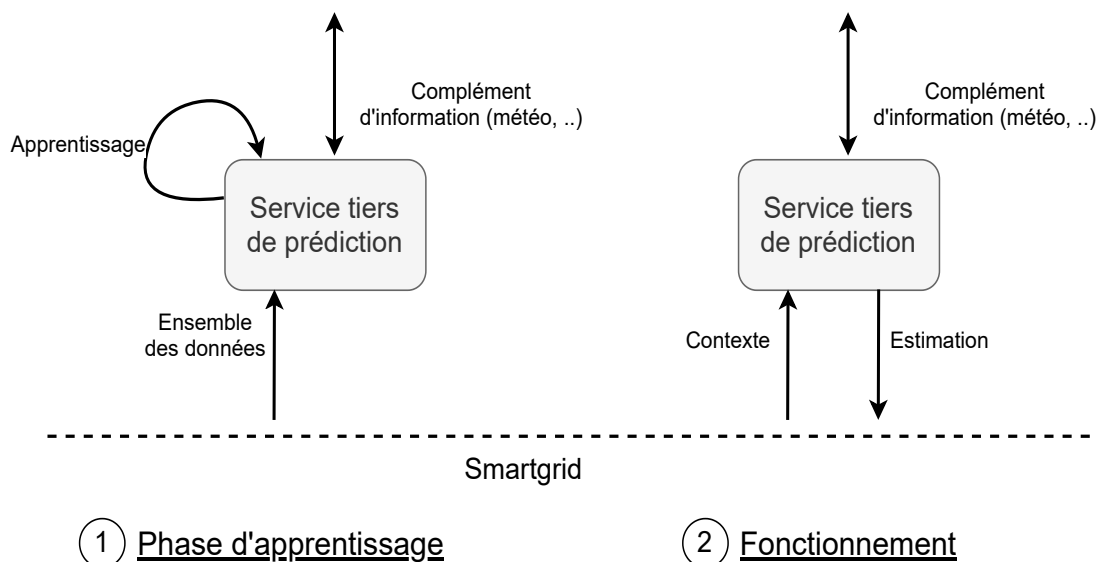 Complément
d'information (météo, ..)
Apprentissage
Service tiers
de prédiction
Ensemble
des données
Complément
d'information (météo, ..)
Service tiers
de prédiction
Contexte
Estimation
Smartgrid
1 Phase d'apprentissage
2 Fonctionnement